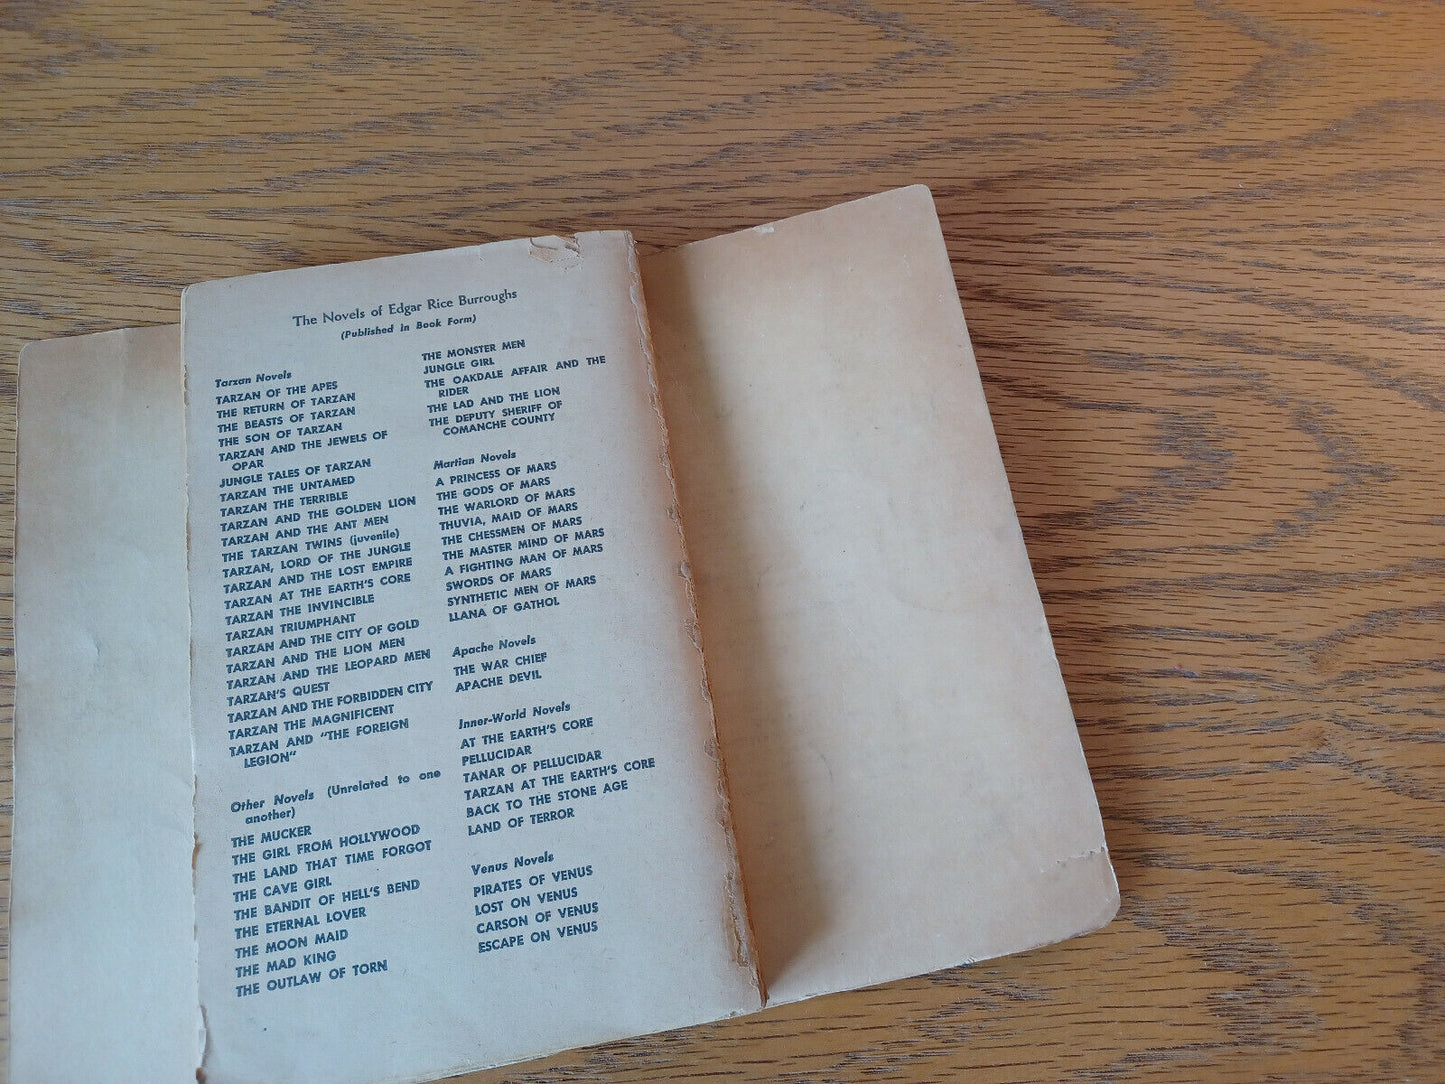 The Novels of Edgar Rice Burroughs
(Published in Book Form)
Tarzan Novels
TARZAN OF THE APES
THE RETURN OF TARZAN
THE BEASTS OF TARZAN
THE SON OF TARZAN
TARZAN AND THE JEWELS OF
OPAR
JUNGLE TALES OF TARZAN
TARZAN THE UNTAMED
TARZAN THE TERRIBLE
TARZAN AND THE GOLDEN LION
TARZAN AND THE ANT MEN
THE TARZAN TWINS (juvenile)
TARZAN, LORD OF THE JUNGLE
TARZAN AND THE LOST EMPIRE
TARZAN AT THE EARTH'S CORE
TARZAN THE INVINCIBLE
TARZAN TRIUMPHANT
TARZAN AND THE CITY OF GOLD
TARZAN AND THE LION MEN
TARZAN AND THE LEOPARD MEN
TARZAN'S QUEST
TARZAN AND THE FORBIDDEN CITY
TARZAN THE MAGNIFICENT
TARZAN AND "THE FOREIGN
LEGION"
Other Novels (Unrelated to one
another)
THE MUCKER
THE GIRL FROM HOLLYWOOD
THE LAND THAT TIME FORGOT
THE CAVE GIRL
THE BANDIT OF HELL'S BEND
THE ETERNAL LOVER
THE MOON MAID
THE MAD KING
THE OUTLAW OF TORN
THE MONSTER MEN
JUNGLE GIRL
THE OAKDALE AFFAIR AND THE
RIDER
THE LAD AND THE LION
THE DEPUTY SHERIFF OF
COMANCHE COUNTY
Martian Novels
A PRINCESS OF MARS
THE GODS OF MARS
THE WARLORD OF MARS
THUVIA, MAID OF MARS
THE CHESSMEN OF MARS
THE MASTER MIND OF MARS
A FIGHTING MAN OF MARS
SWORDS OF MARS
SYNTHETIC MEN OF MARS
LLANA OF GATHOL
Apache Novels
THE WAR CHIEF
APACHE DEVIL
Inner-World Novels
AT THE EARTH'S CORE
PELLUCIDAR
TANAR OF PELLUCIDAR
TARZAN AT THE EARTH'S CORE
BACK TO THE STONE AGE
LAND OF TERROR
Venus Novels
PIRATES OF VENUS
LOST ON VENUS
CARSON OF VENUS
ESCAPE ON VENUS